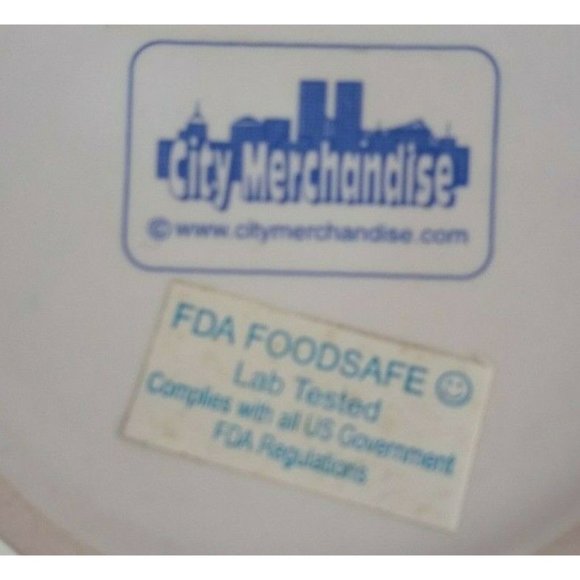 City Merchandise
© www.citymerchandise.com
FDA FOODSAFE
Lab Tested
Complies with all US Government
FDA Regulations